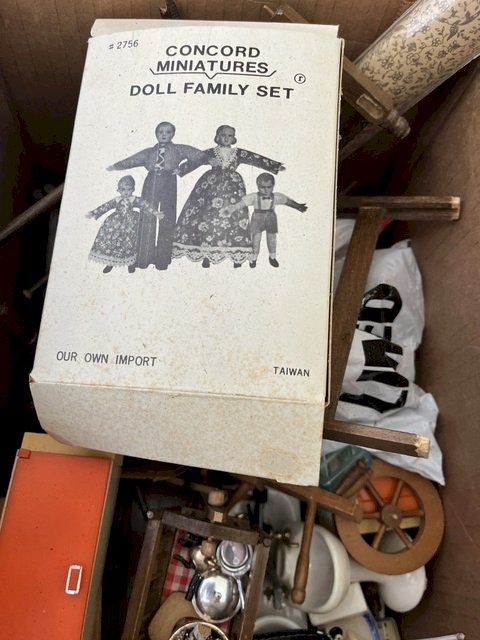 # 2756
CONCORD
MINIATURES
®
DOLL FAMILY SET
OUR OWN IMPORT
TAIWAN